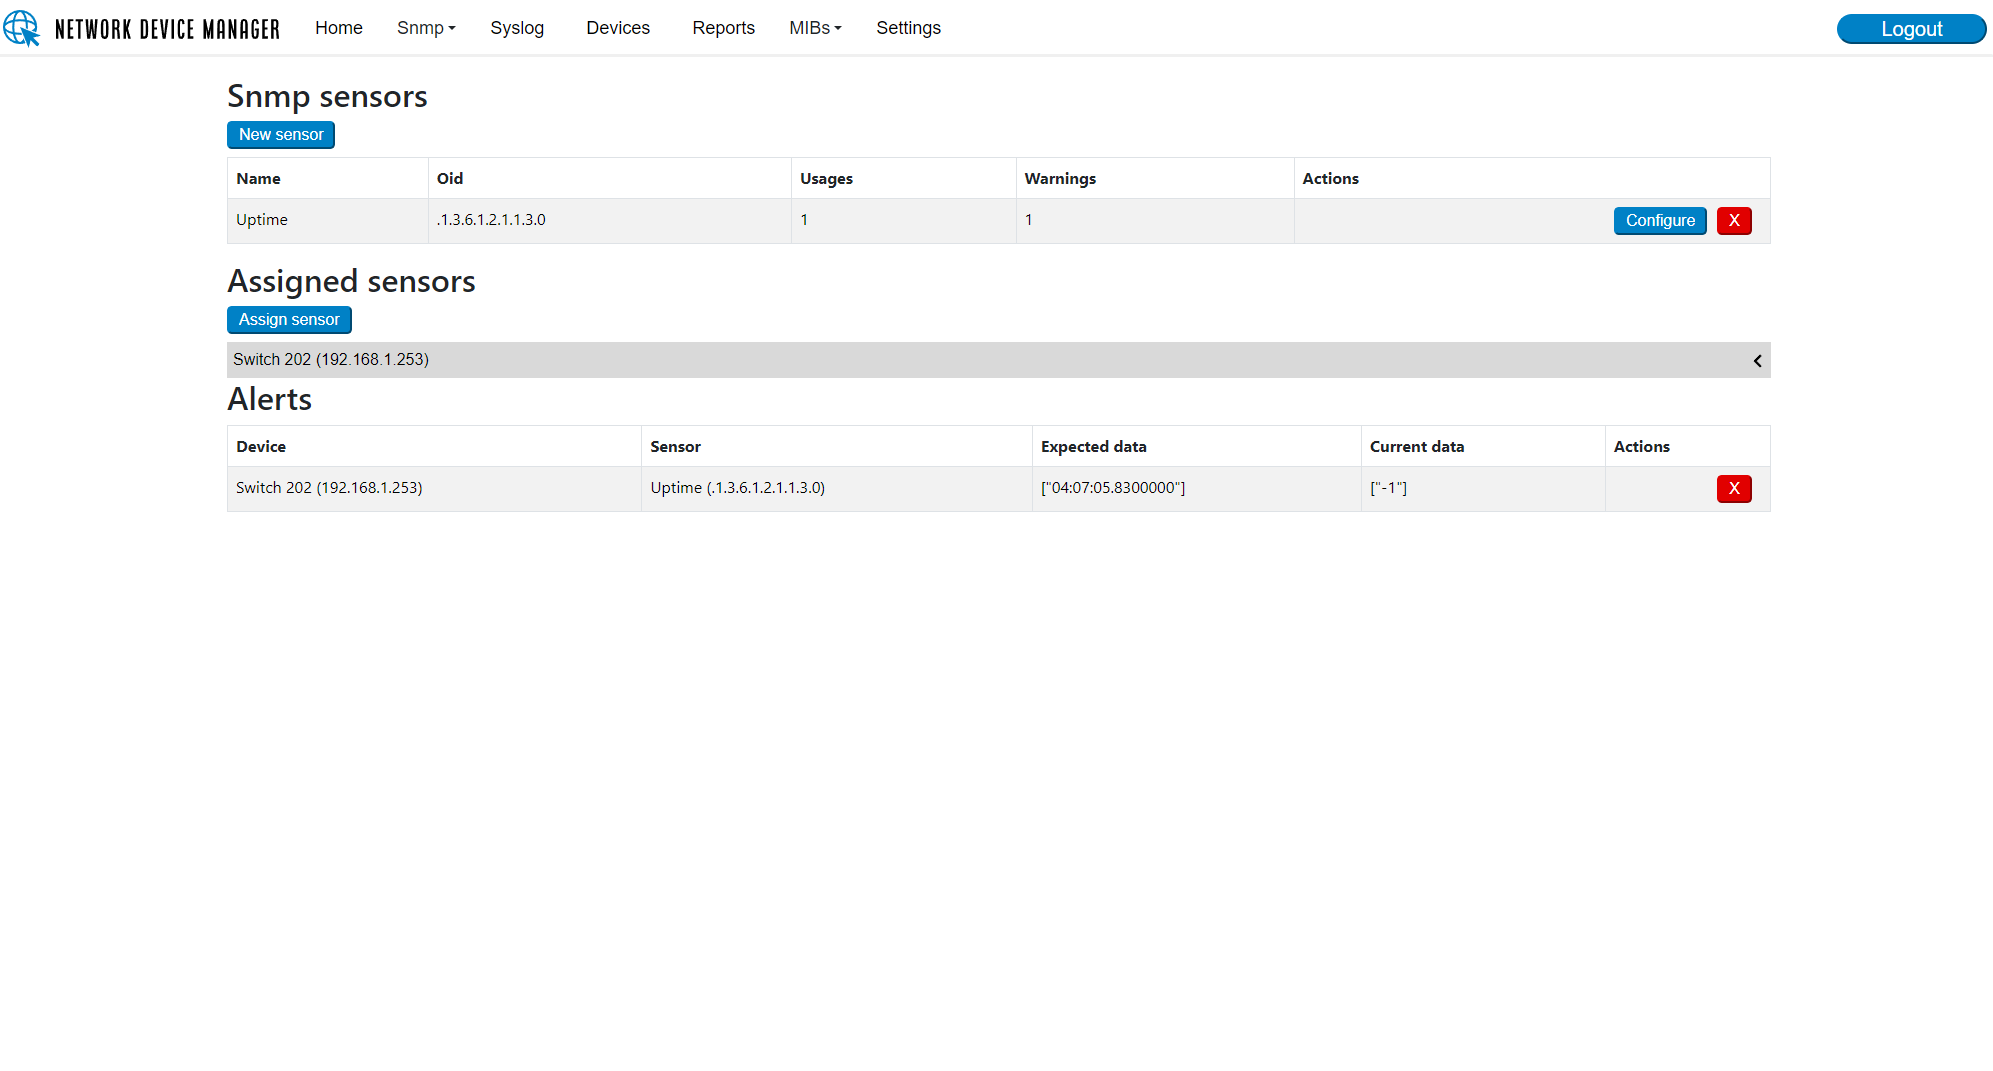 NETWORK DEVICE MANAGER Home Snmp Syslog Devices Reports MIBs Settings Logout
Snmp sensors
New sensor
Name Oid Usages Warnings Actions
Uptime .1.3.6.1.2.1.1.3.0 1 1 Configure X
Assigned sensors
Assign sensor
Switch 202 (192.168.1.253)
Alerts
Device Sensor Expected data Current data Actions
Switch 202 (192.168.1.253) Uptime (.1.3.6.1.2.1.1.3.0) ["04:07:05.8300000"] ["-1"] X